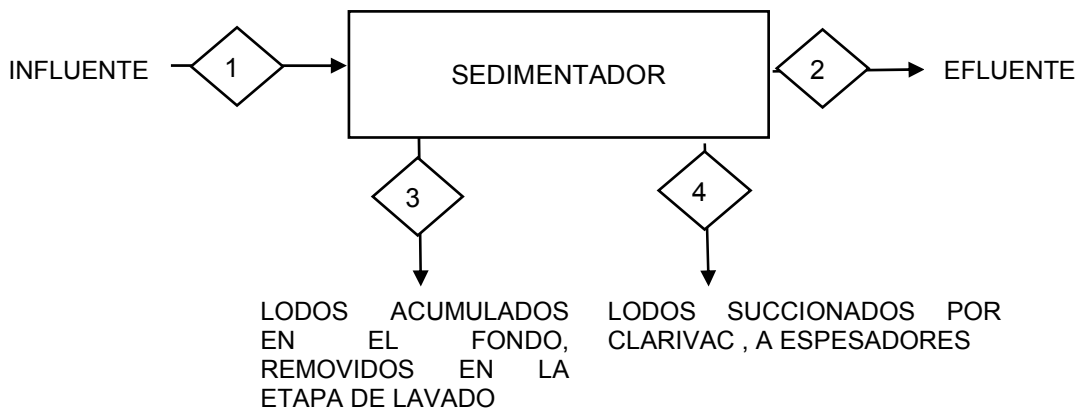 INFLUENTE
1
SEDIMENTADOR
2
EFLUENTE
3
4
LODOS ACUMULADOS
EN EL FONDO,
REMOVIDOS EN LA
ETAPA DE LAVADO
LODOS SUCCIONADOS POR
CLARIVAC , A ESPESADORES